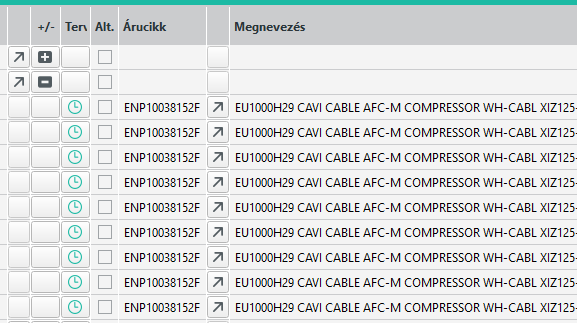 +/- Terv Alt. Árucikk Megnevezés
ENP10038152F EU1000H29 CAVI CABLE AFC-M COMPRESSOR WH-CABL XIZ125-
ENP10038152F EU1000H29 CAVI CABLE AFC-M COMPRESSOR WH-CABL XIZ125-
ENP10038152F EU1000H29 CAVI CABLE AFC-M COMPRESSOR WH-CABL XIZ125-
ENP10038152F EU1000H29 CAVI CABLE AFC-M COMPRESSOR WH-CABL XIZ125-
ENP10038152F EU1000H29 CAVI CABLE AFC-M COMPRESSOR WH-CABL XIZ125-
ENP10038152F EU1000H29 CAVI CABLE AFC-M COMPRESSOR WH-CABL XIZ125-
ENP10038152F EU1000H29 CAVI CABLE AFC-M COMPRESSOR WH-CABL XIZ125-
ENP10038152F EU1000H29 CAVI CABLE AFC-M COMPRESSOR WH-CABL XIZ125-
ENP10038152F EU1000H29 CAVI CABLE AFC-M COMPRESSOR WH-CABL XIZ125-